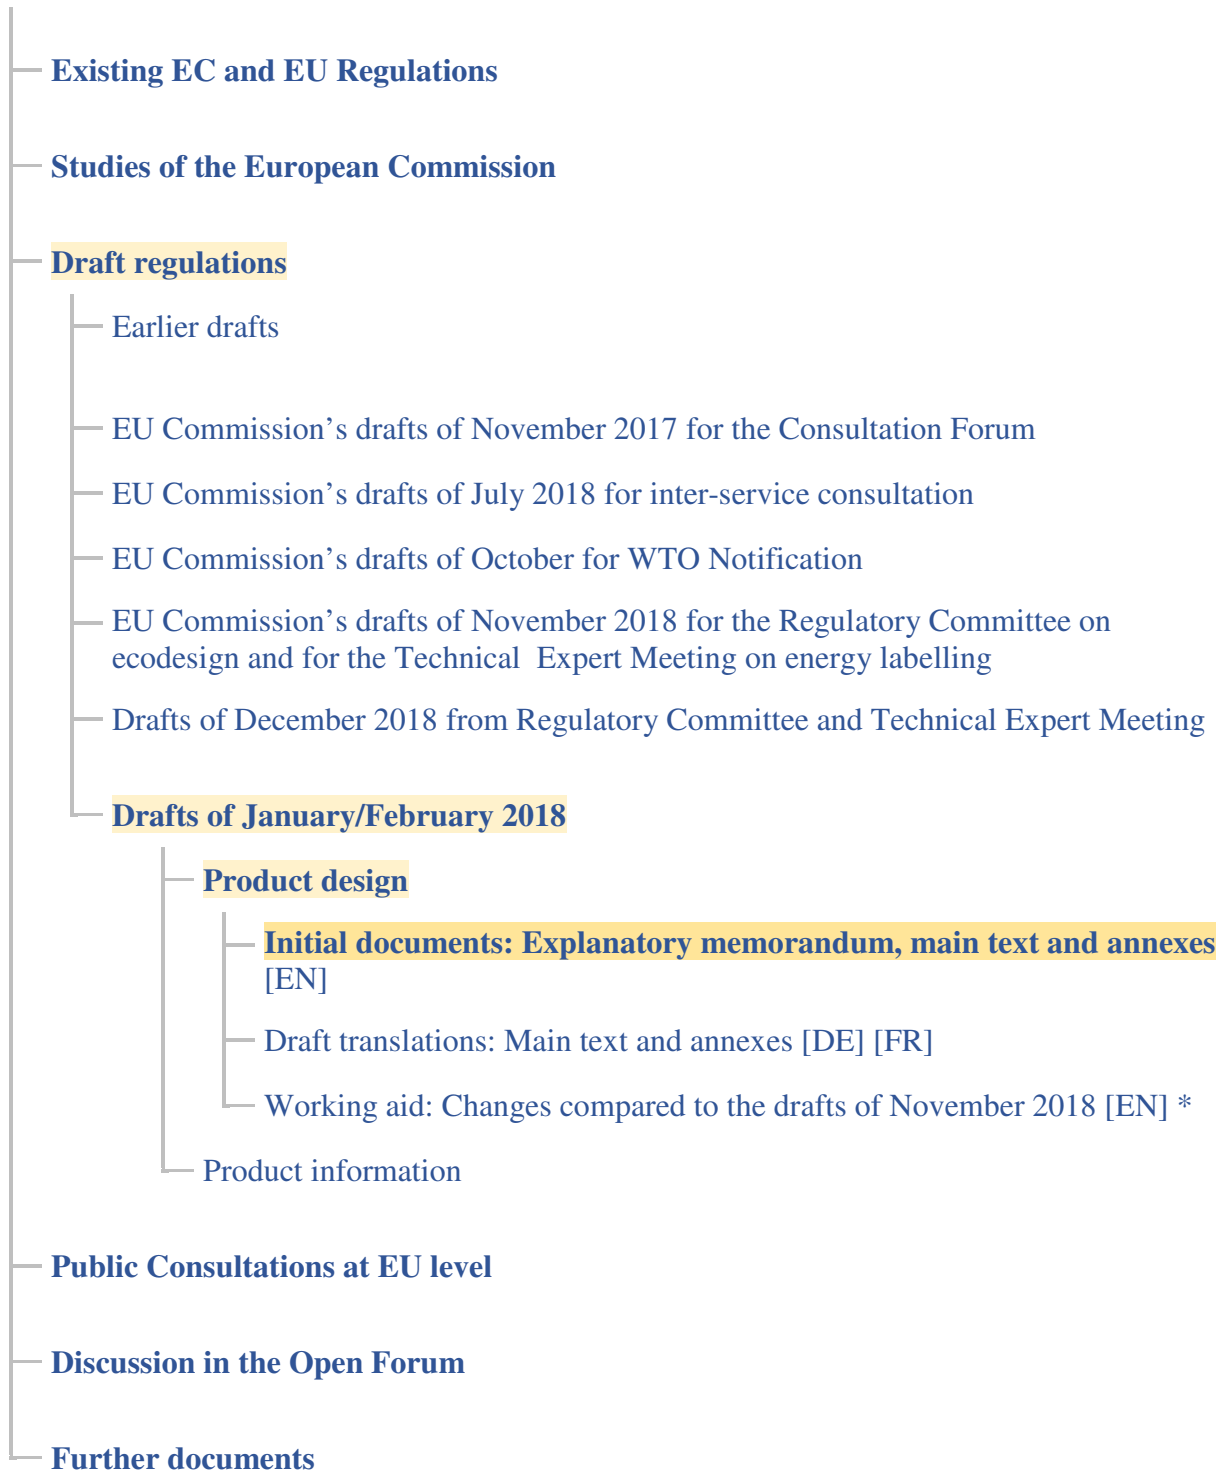 Existing EC and EU Regulations
Studies of the European Commission
Draft regulations
Earlier drafts
EU Commission’s drafts of November 2017 for the Consultation Forum
EU Commission’s drafts of July 2018 for inter-service consultation
EU Commission’s drafts of October for WTO Notification
EU Commission’s drafts of November 2018 for the Regulatory Committee on
ecodesign and for the Technical Expert Meeting on energy labelling
Drafts of December 2018 from Regulatory Committee and Technical Expert Meeting
Drafts of January/February 2018
Product design
Initial documents: Explanatory memorandum, main text and annexes
[EN]
Draft translations: Main text and annexes [DE] [FR]
Working aid: Changes compared to the drafts of November 2018 [EN] *
Product information
Public Consultations at EU level
Discussion in the Open Forum
Further documents